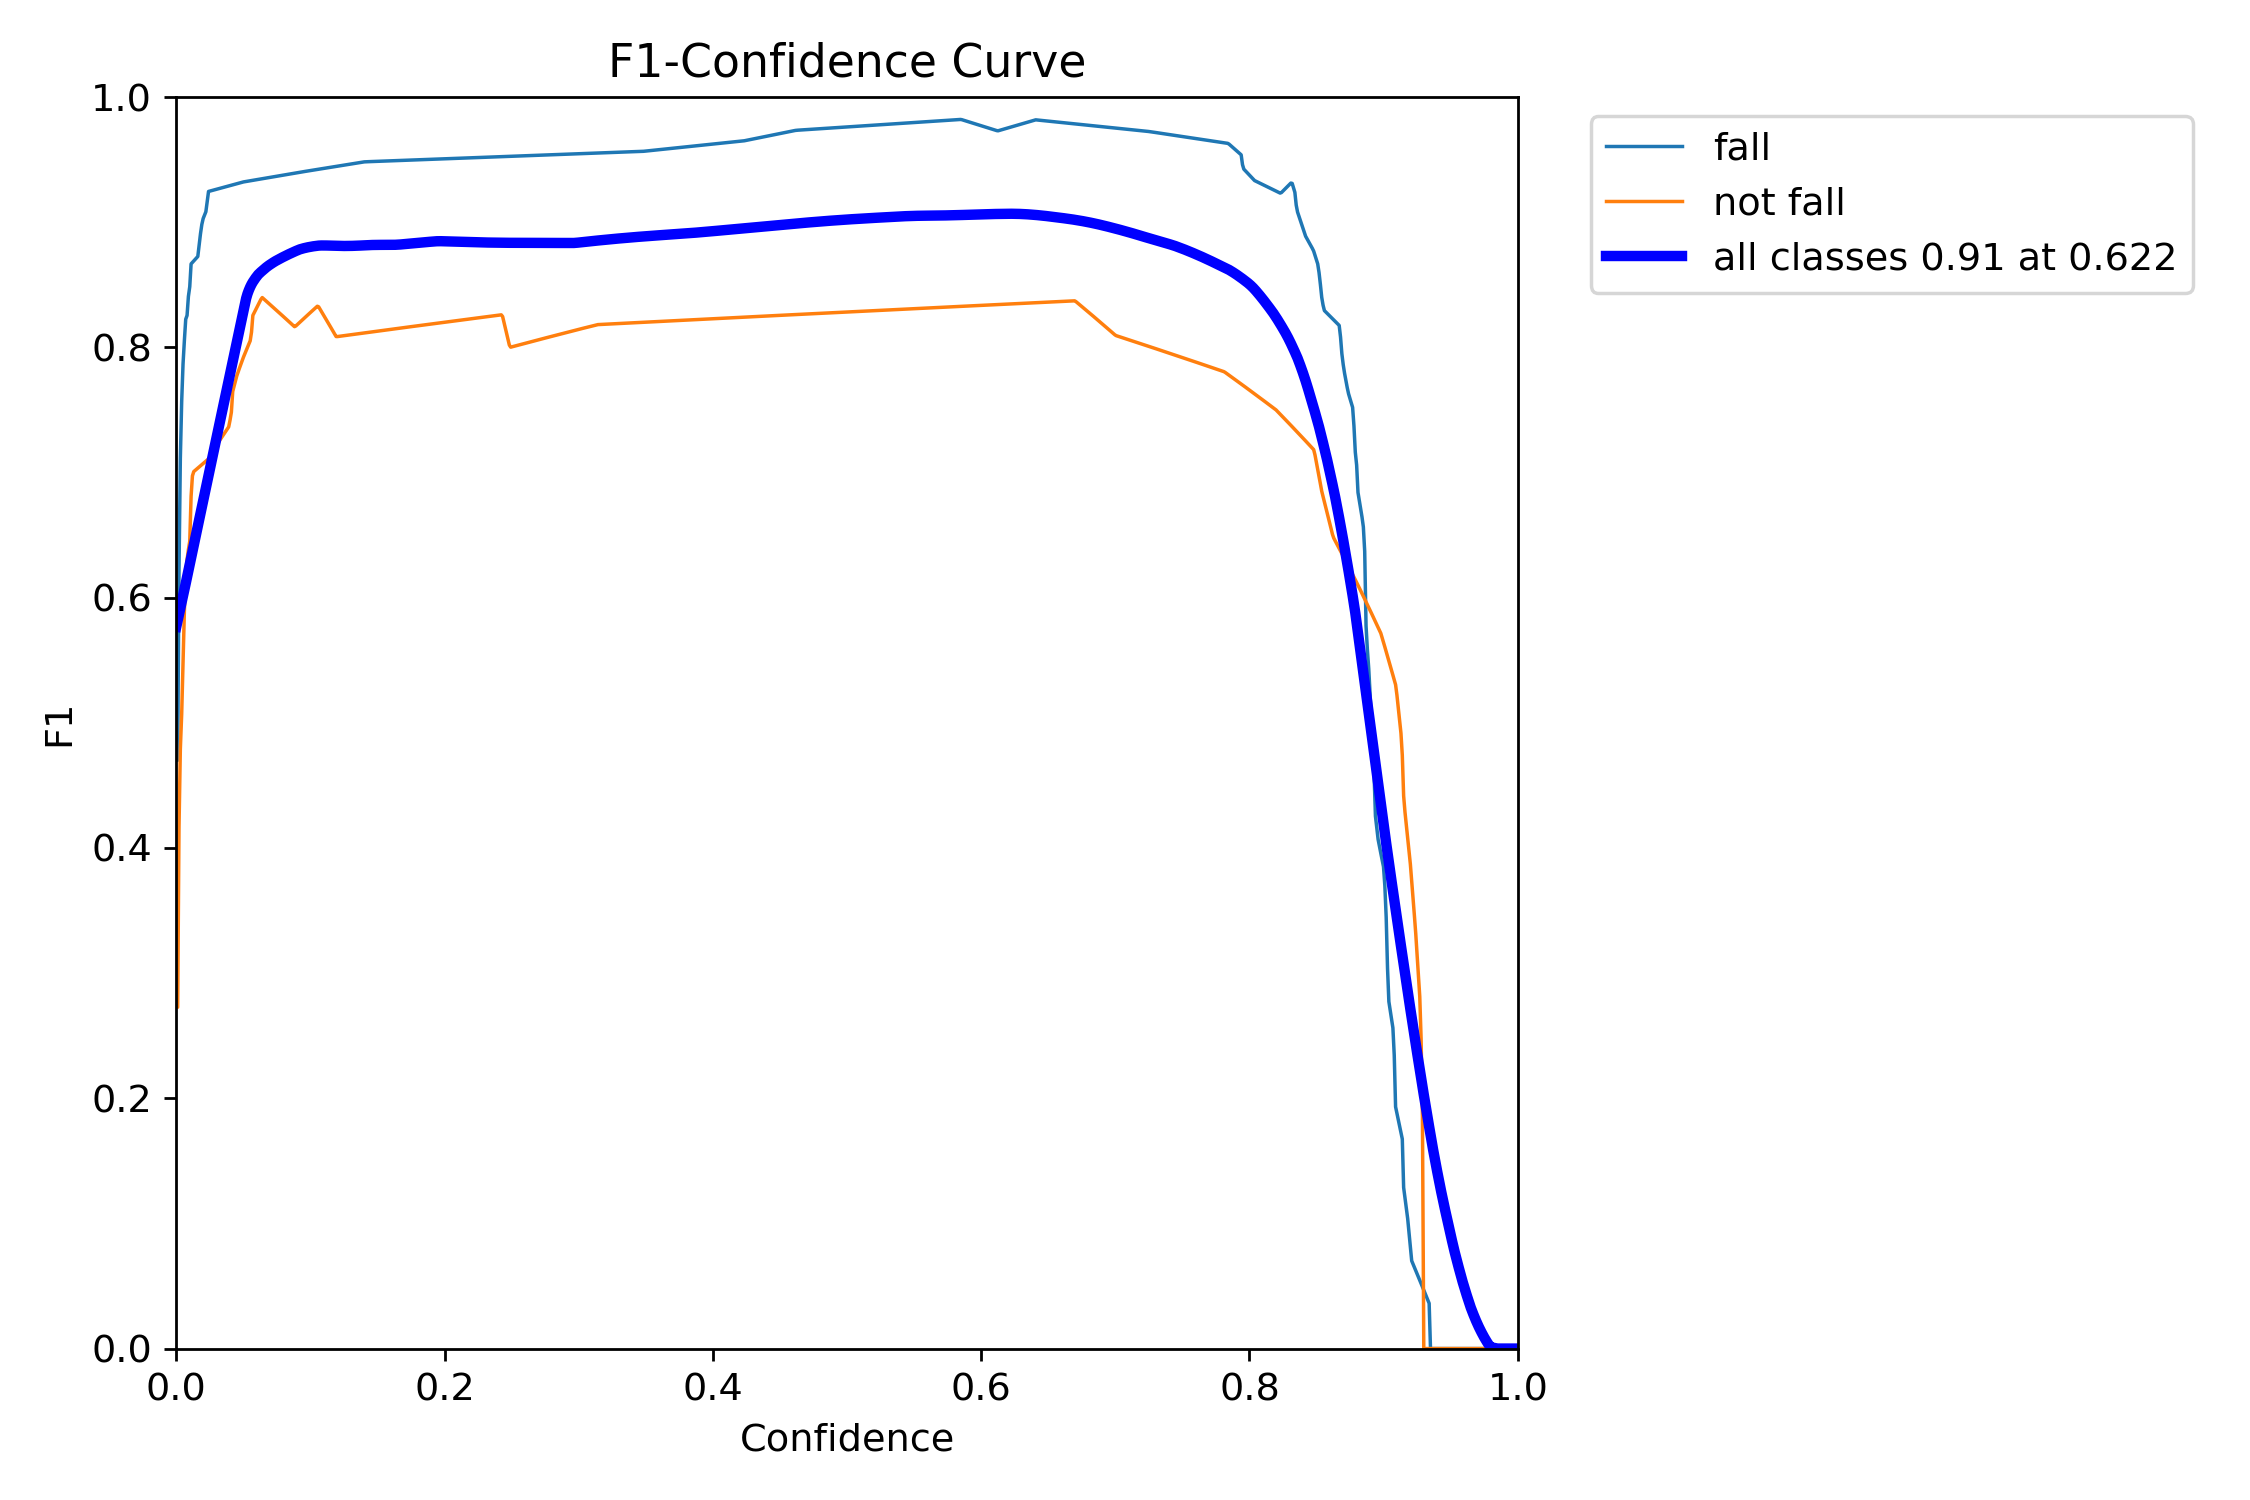 F1-Confidence Curve
1.0
0.8
0.6
0.4
0.2
0.0
F1
0.0 0.2 0.4 0.6 0.8 1.0
Confidence
fall
not fall
all classes 0.91 at 0.622